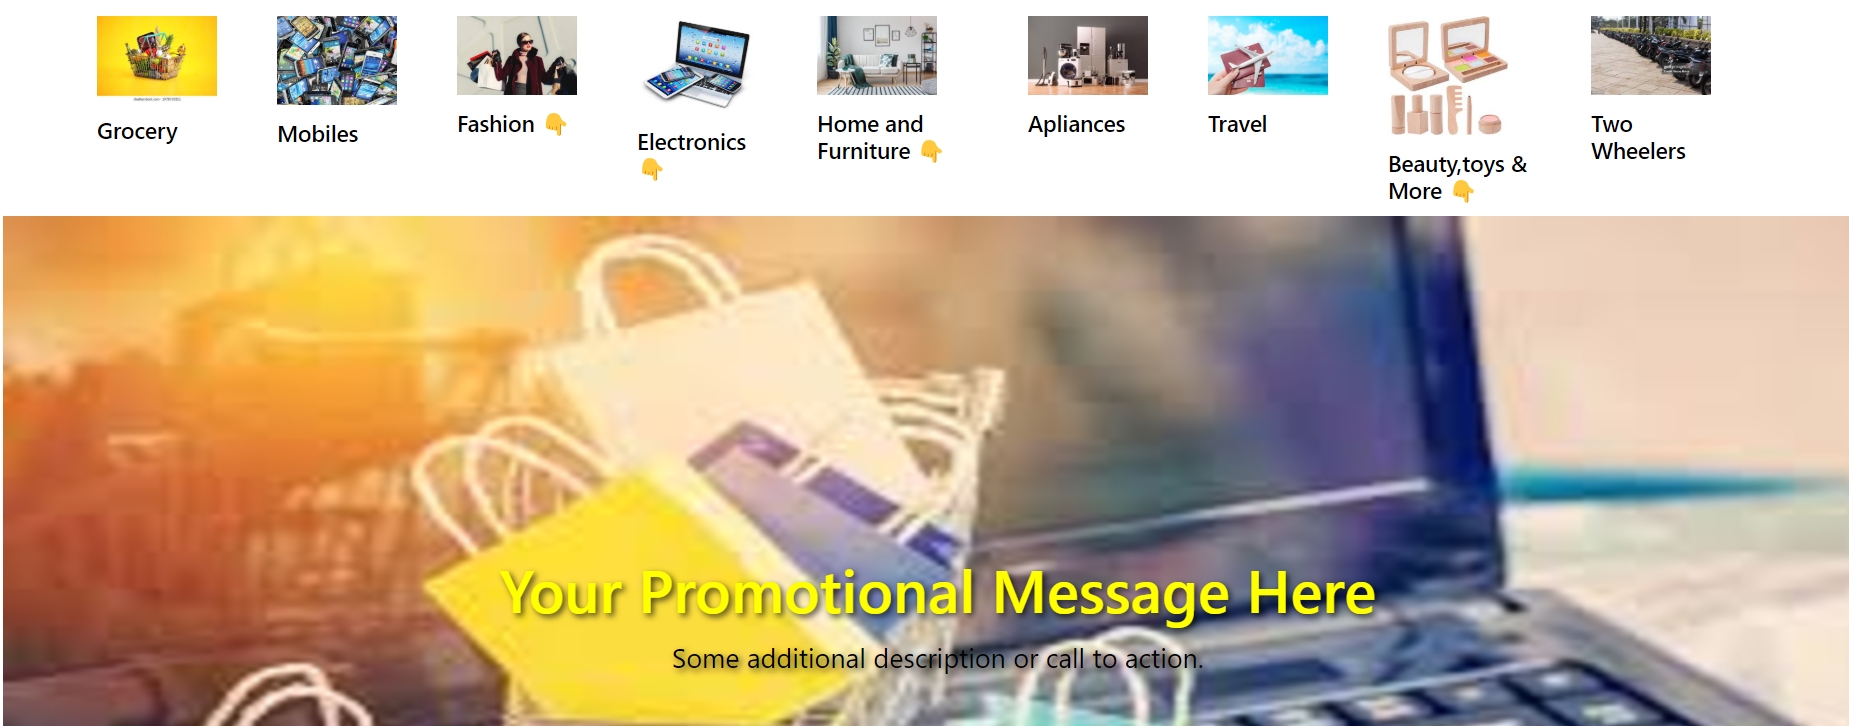 Grocery
Mobiles
Fashion 👇
Electronics
👇
Home and
Furniture 👇
Apliances
Travel
Beauty,toys &
More 👇
Two
Wheelers
Your Promotional Message Here
Some additional description or call to action.